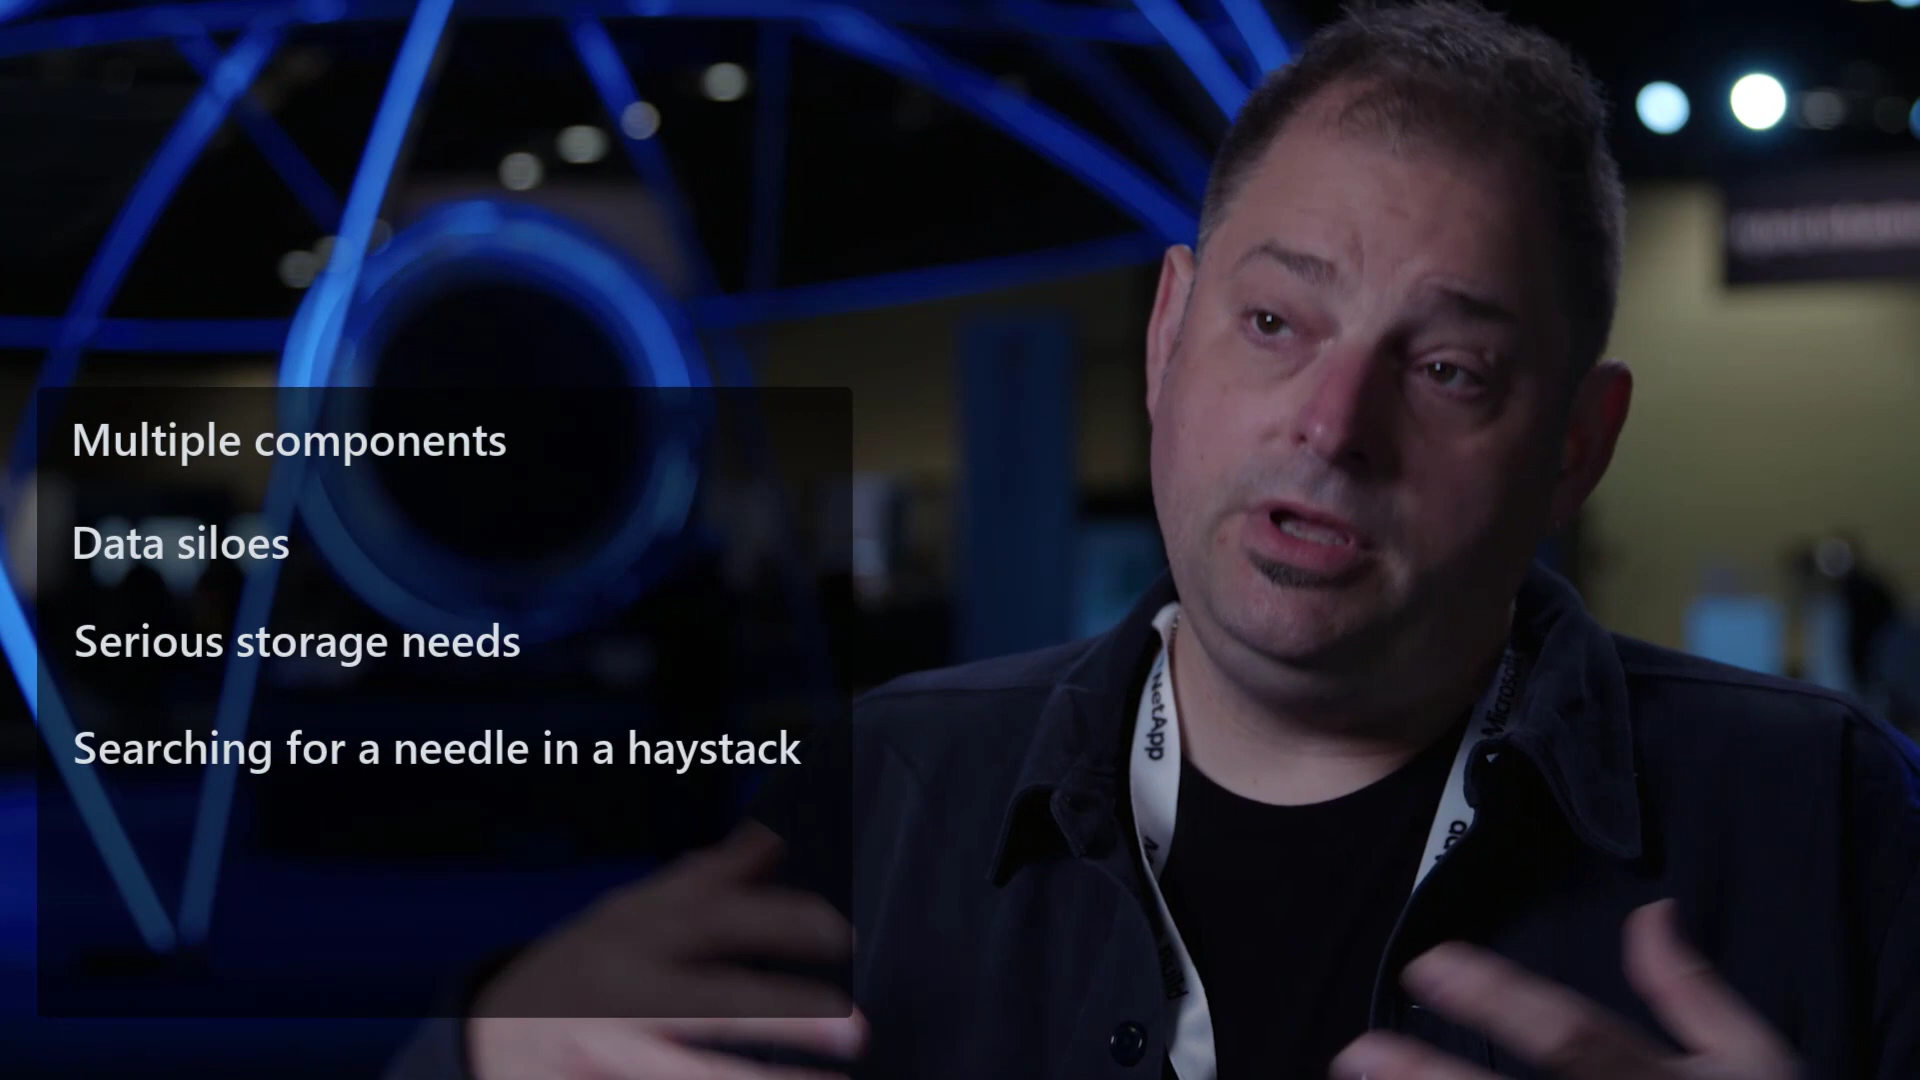 Multiple components
Data siloes
Serious storage needs
Searching for a needle in a haystack
NetApp
Microsoft